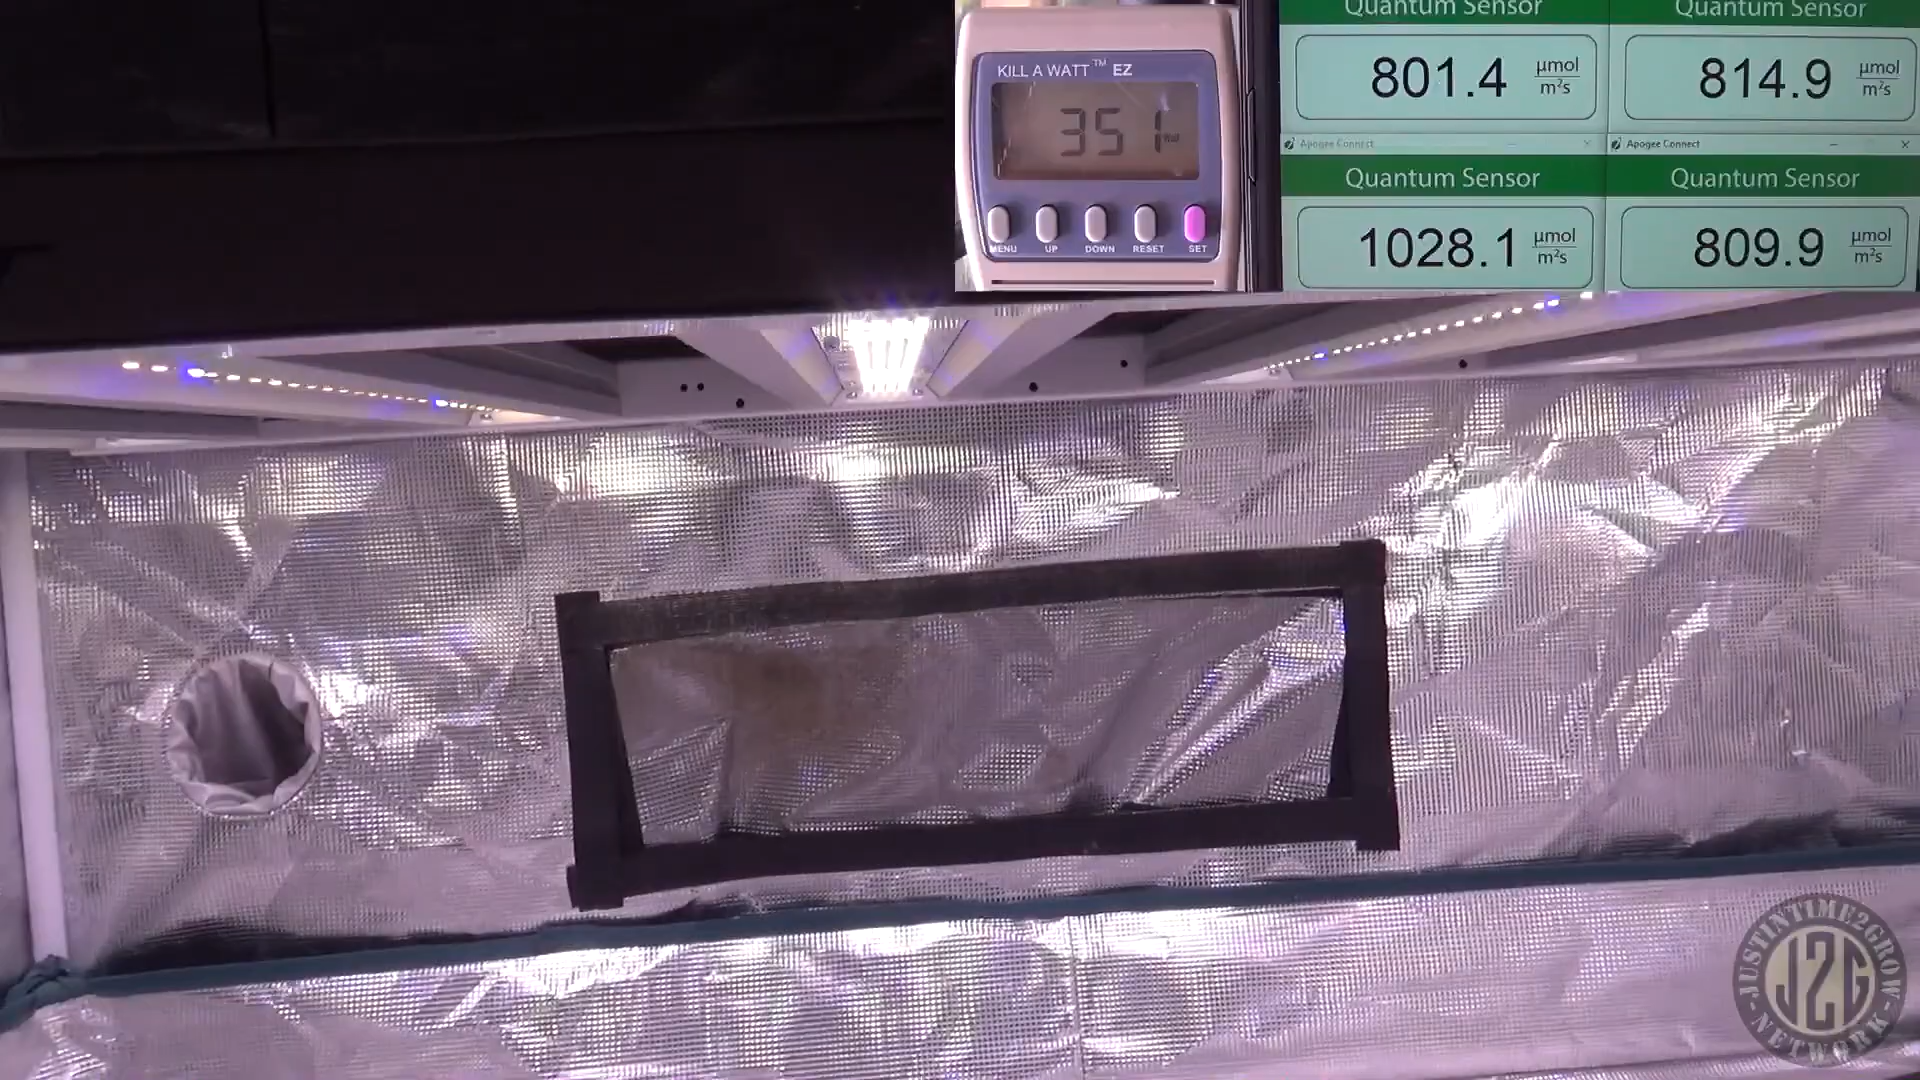 KILL A WATT™ EZ
351
Watt
MENU UP DOWN RESET SET
Quantum Sensor
801.4 µmol m²s
Quantum Sensor
814.9 µmol m²s
Apogee Connect
Quantum Sensor
1028.1 µmol m²s
Apogee Connect
Quantum Sensor
809.9 µmol m²s
JUSTINTIME2GROW
J2G
NETWORK